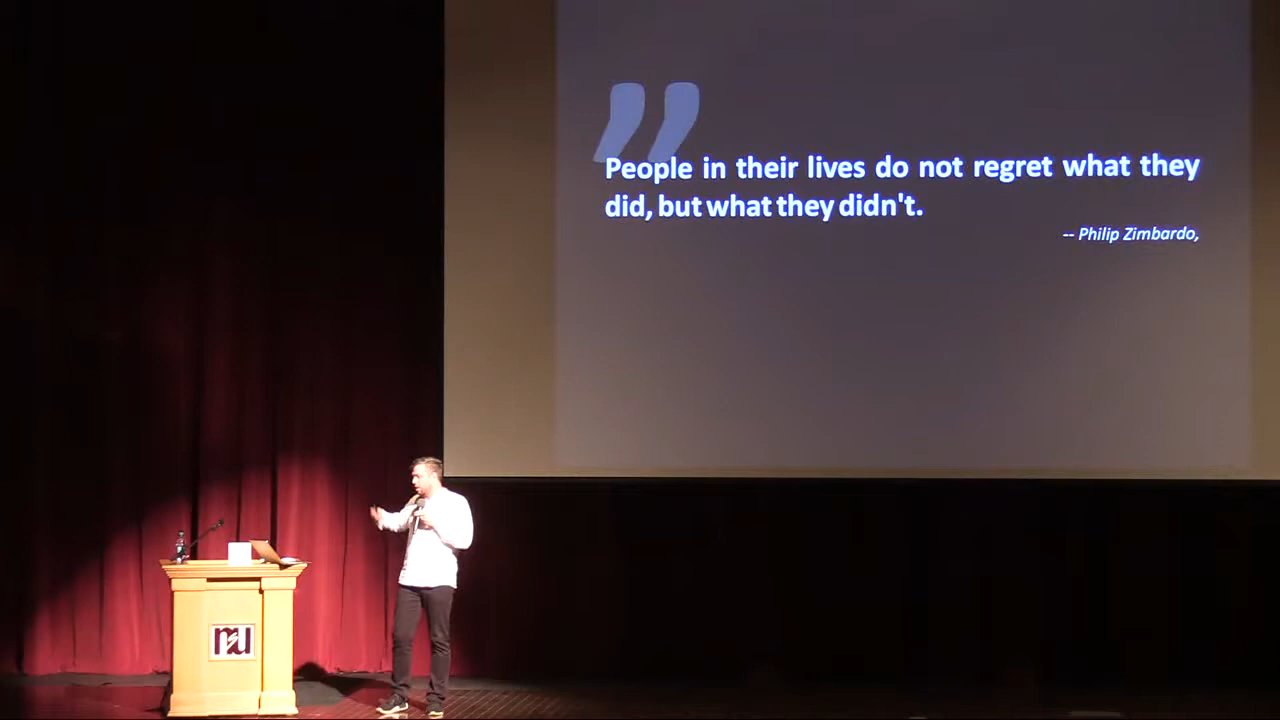 People in their lives do not regret what they
did, but what they didn't.
-- Philip Zimbardo,